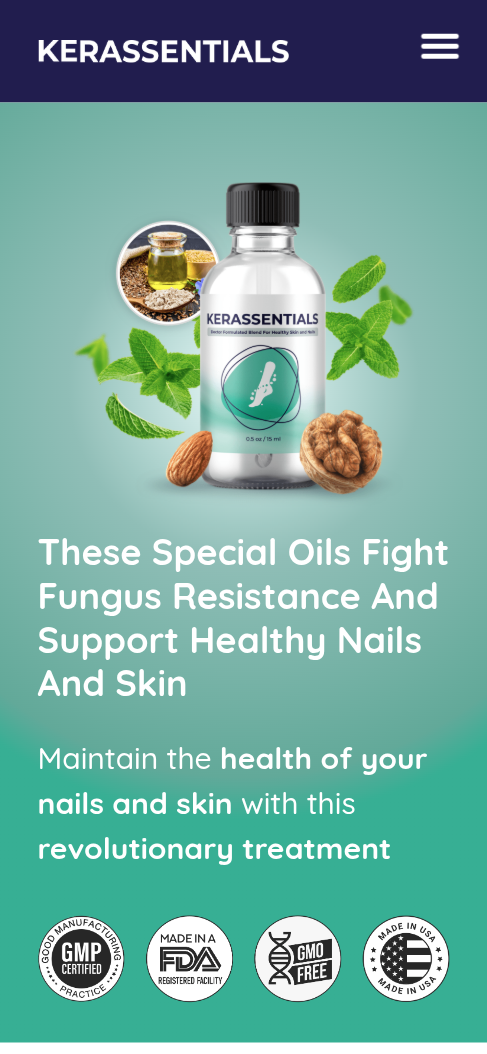 KERASSENTIALS
KERASSENTIALS
Doctor Formulated Blend For Healthy Skin and Nails
0.5 oz / 15 ml
These Special Oils Fight
Fungus Resistance And
Support Healthy Nails
And Skin
Maintain the health of your
nails and skin with this
revolutionary treatment
GOOD MANUFACTURING
GMP
CERTIFIED
PRACTICE
MADE IN A
FDA
REGISTERED FACILITY
GMO
FREE
MADE IN USA
MADE IN USA